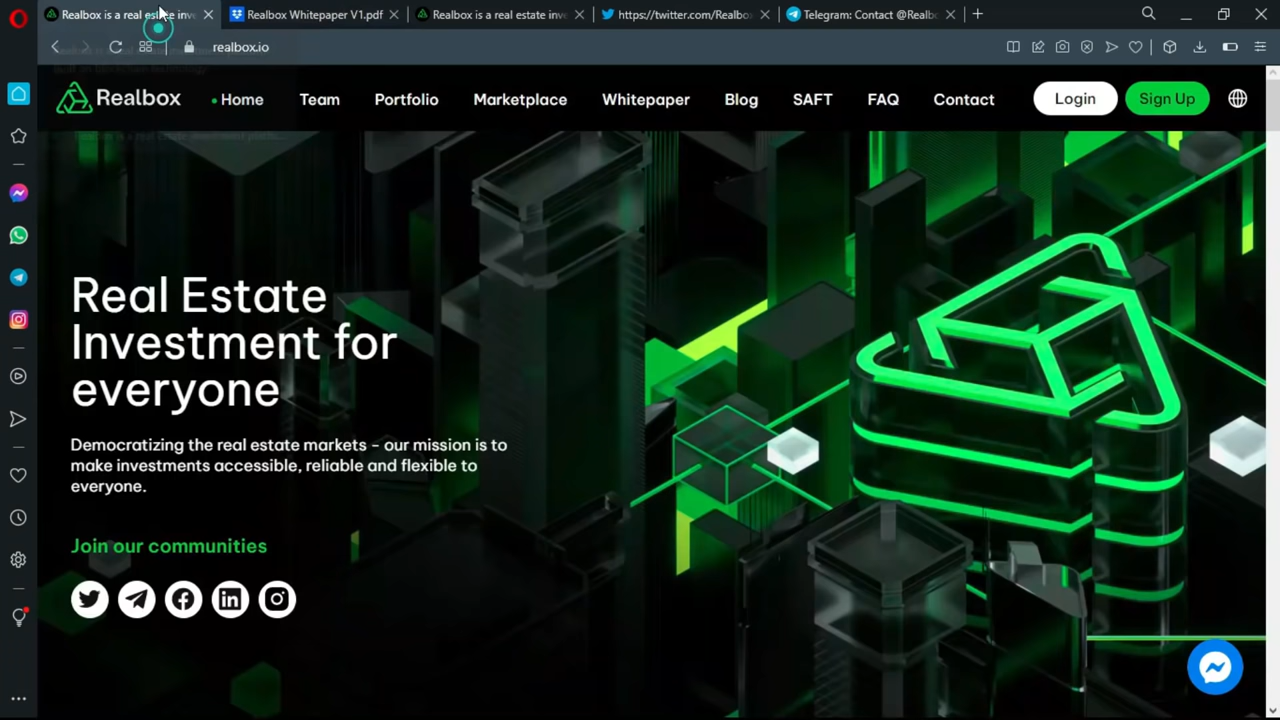 Realbox is a real estate inve
Realbox Whitepaper V1.pdf
Realbox is a real estate inve
https://twitter.com/Realbo
Telegram: Contact @Realb
realbox.io
Realbox
Home
Team
Portfolio
Marketplace
Whitepaper
Blog
SAFT
FAQ
Contact
Login
Sign Up
Real Estate
Investment for
everyone
Democratizing the real estate markets - our mission is to
make investments accessible, reliable and flexible to
everyone.
Join our communities